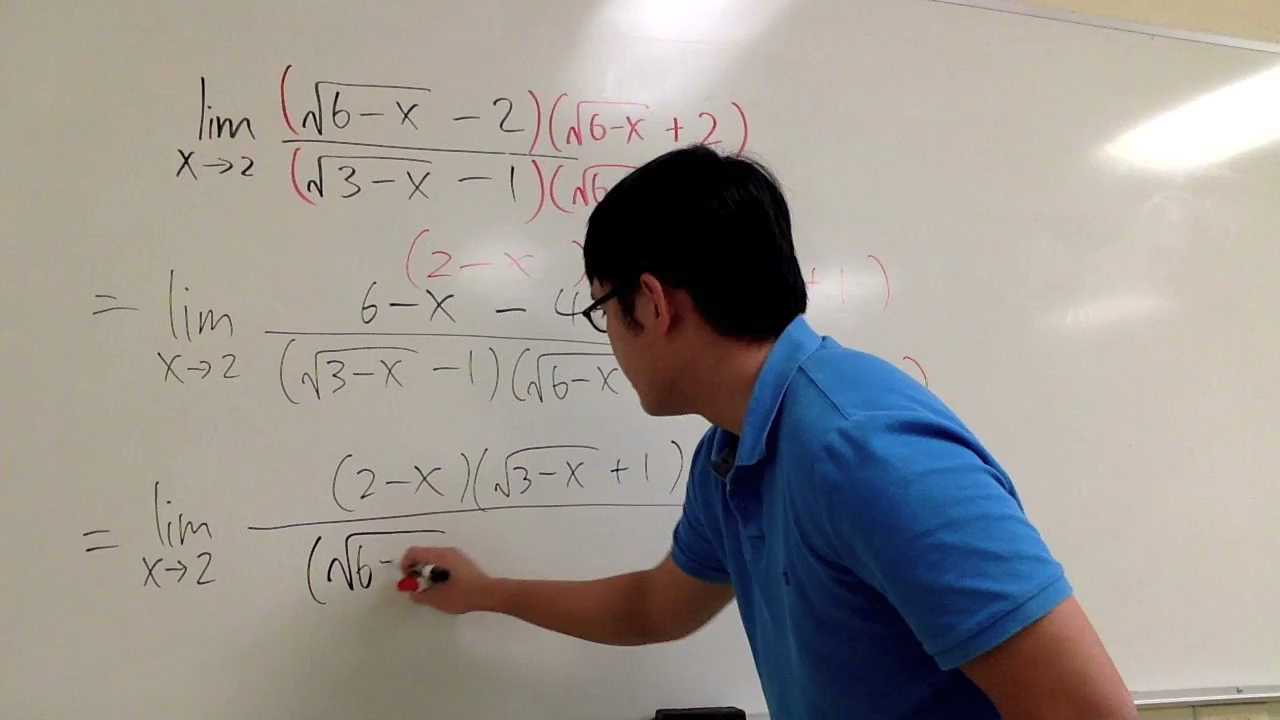 lim x→2 (√6-x - 2)(√6-x + 2)
(√3-x - 1)(√6
(2-x ) +1)
= lim x→2 6-x - 4
(√3-x -1)(√6-x )
= lim x→2 (2-x)(√3-x +1)
(√6-